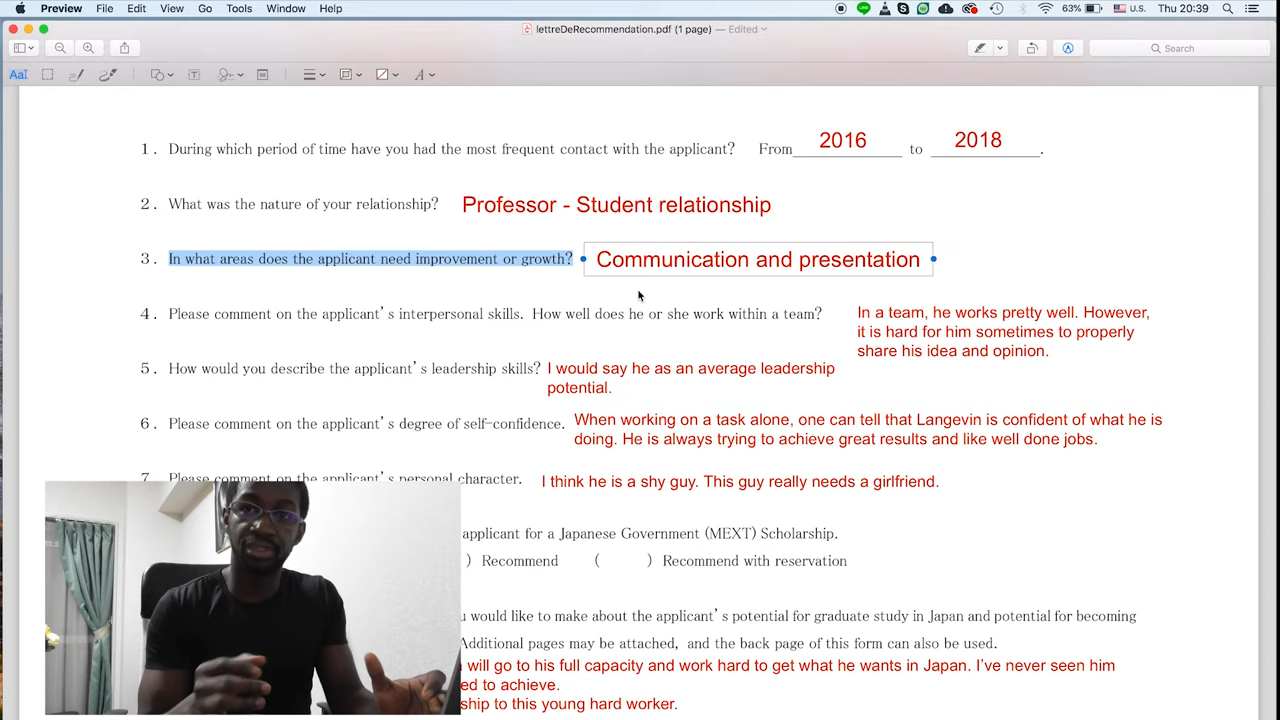 Preview File Edit View Go Tools Window Help 63% U.S. Thu 20:39
lettreDeRecommendation.pdf (1 page) — Edited
Search
AaI T A
1. During which period of time have you had the most frequent contact with the applicant? From 2016 to 2018 .
2. What was the nature of your relationship? Professor - Student relationship
3. In what areas does the applicant need improvement or growth? Communication and presentation
4. Please comment on the applicant's interpersonal skills. How well does he or she work within a team? In a team, he works pretty well. However,
it is hard for him sometimes to properly
share his idea and opinion.
5. How would you describe the applicant's leadership skills? I would say he as an average leadership
potential.
6. Please comment on the applicant's degree of self-confidence. When working on a task alone, one can tell that Langevin is confident of what he is
doing. He is always trying to achieve great results and like well done jobs.
7. Please comment on the applicant's personal character. I think he is a shy guy. This guy really needs a girlfriend.
applicant for a Japanese Government (MEXT) Scholarship.
) Recommend ( ) Recommend with reservation
would like to make about the applicant's potential for graduate study in Japan and potential for becoming
Additional pages may be attached, and the back page of this form can also be used.
will go to his full capacity and work hard to get what he wants in Japan. I've never seen him
to achieve.
to this young hard worker.